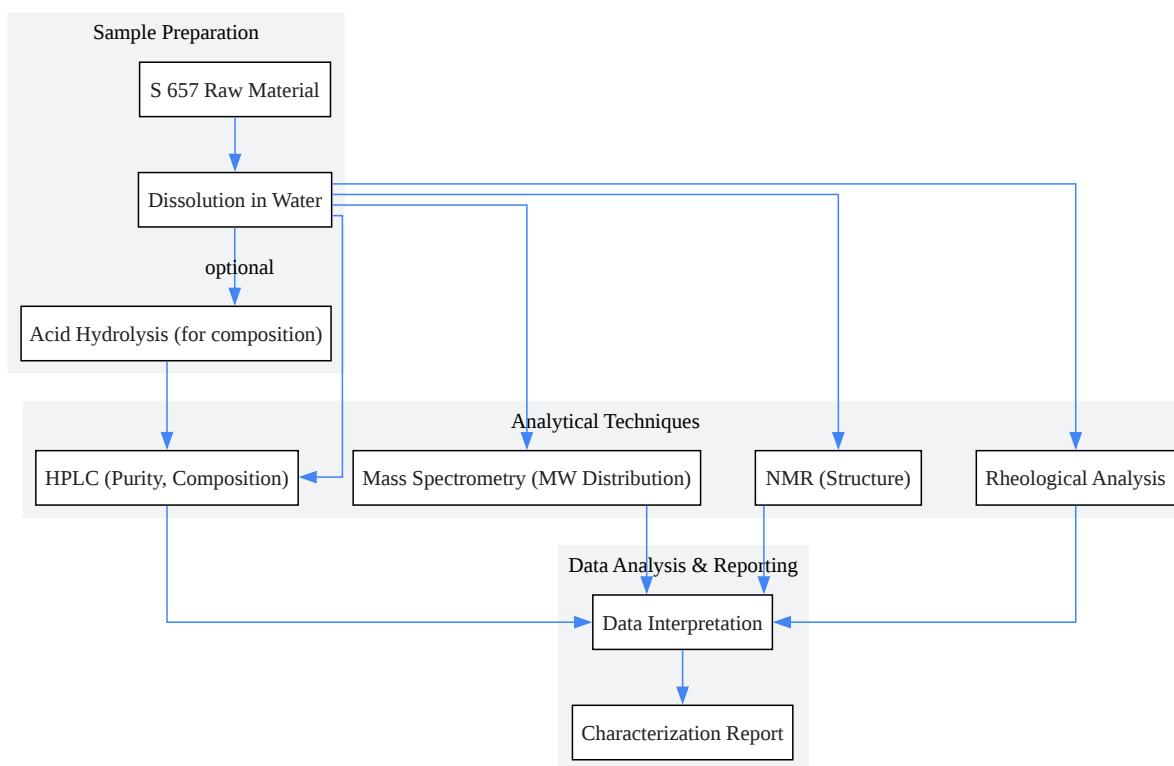 Sample Preparation
S 657 Raw Material
Dissolution in Water
optional
Acid Hydrolysis (for composition)
Analytical Techniques
HPLC (Purity, Composition)
Mass Spectrometry (MW Distribution)
NMR (Structure)
Rheological Analysis
Data Analysis & Reporting
Data Interpretation
Characterization Report